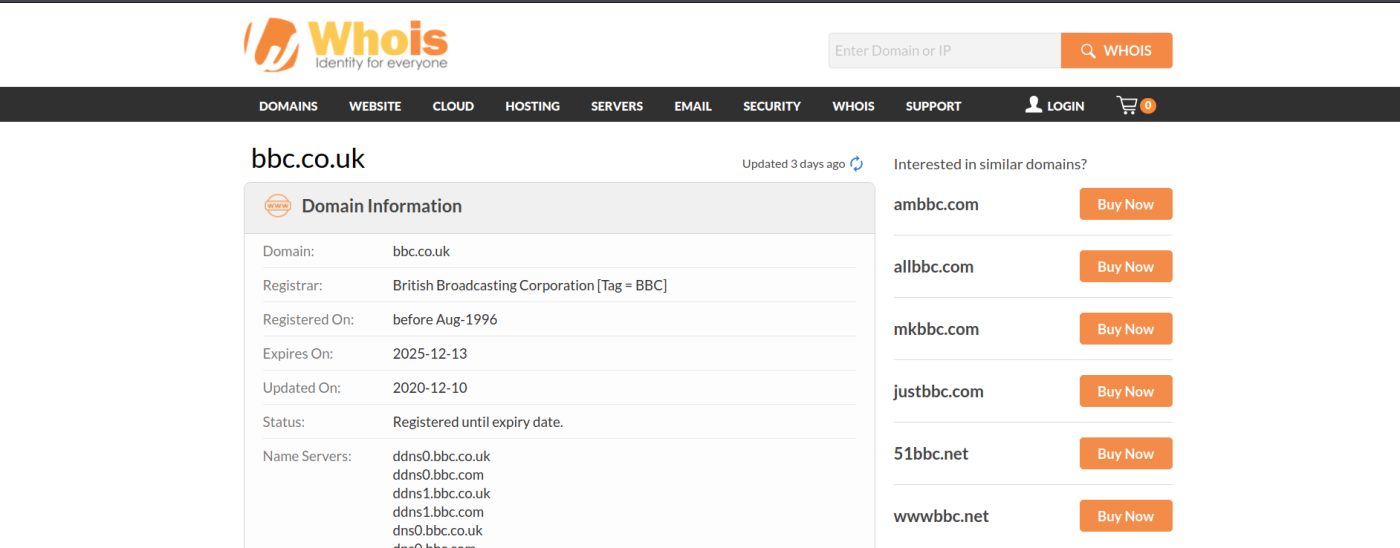 Whois
Identity for everyone
Enter Domain or IP
WHOIS
DOMAINS WEBSITE CLOUD HOSTING SERVERS EMAIL SECURITY WHOIS SUPPORT LOGIN 0
bbc.co.uk
Updated 3 days ago
www Domain Information
Domain: bbc.co.uk
Registrar: British Broadcasting Corporation [Tag = BBC]
Registered On: before Aug-1996
Expires On: 2025-12-13
Updated On: 2020-12-10
Status: Registered until expiry date.
Name Servers: ddns0.bbc.co.uk
ddns0.bbc.com
ddns1.bbc.co.uk
ddns1.bbc.com
dns0.bbc.co.uk
dns0.bbc.com
Interested in similar domains?
ambbc.com Buy Now
allbbc.com Buy Now
mkbbc.com Buy Now
justbbc.com Buy Now
51bbc.net Buy Now
wwwbbc.net Buy Now